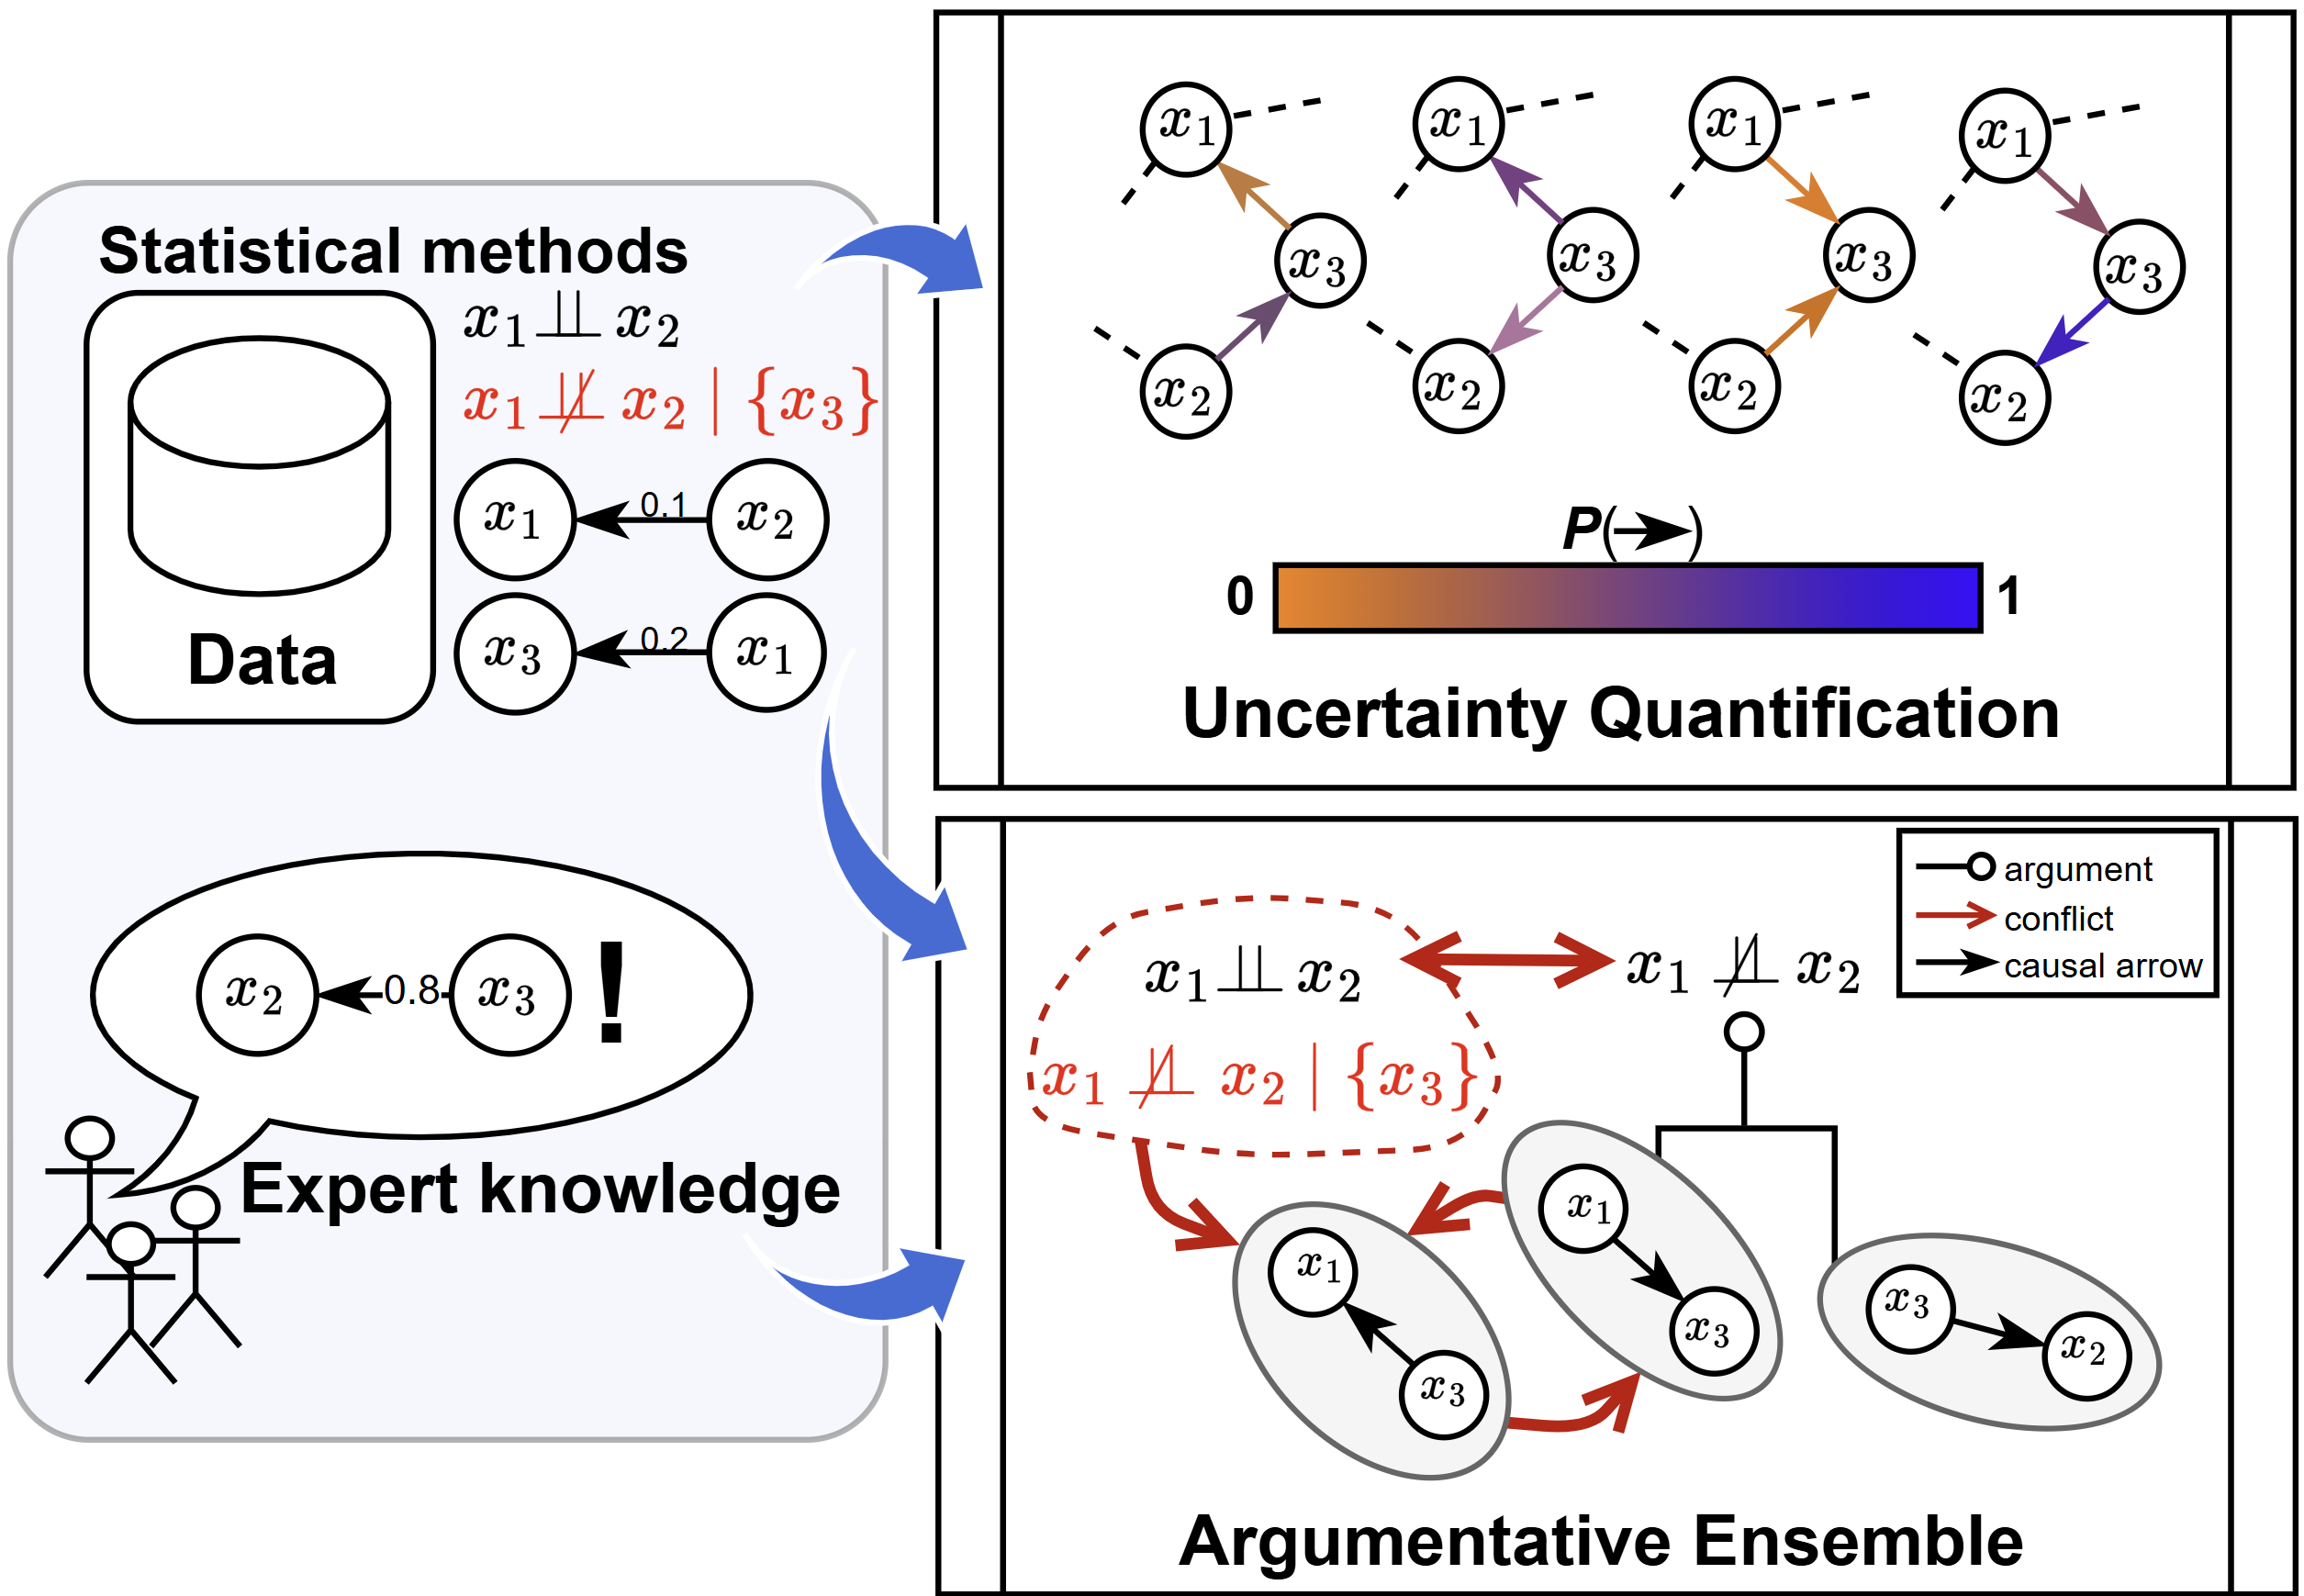 Statistical methods
x1 ⫫ x2
x1 ⫫̸ x2 | {x3}
x1 0.1 x2
x3 0.2 x1
Data
x2 0.8 x3 !
Expert knowledge
x1 x1 x1 x1
x3 x3 x3 x3
x2 x2 x2 x2
P(→)
0 1
Uncertainty Quantification
argument
conflict
causal arrow
x1 ⫫ x2
x1 ⫫̸ x2
x1 ⫫̸ x2 | {x3}
x1
x3
x1
x3
x3
x2
Argumentative Ensemble